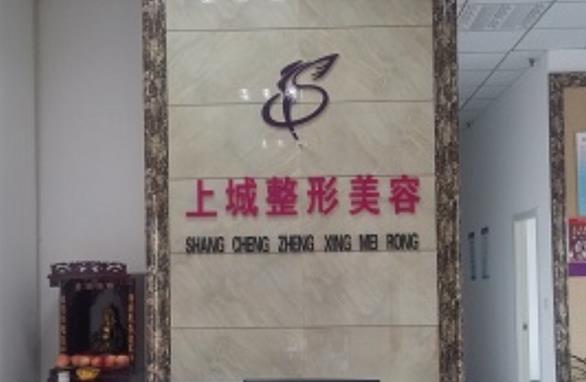 上城整形美容
SHANG CHENG ZHENG XING MEI RONG